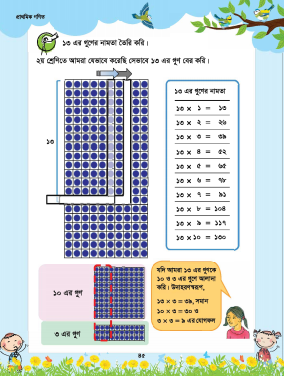 প্রাথমিক গণিত
১৩ এর গুণের নামতা তৈরি করি।
২য় শ্রেণিতে আমরা যেভাবে করেছি সেভাবে ১৩ এর গুণ বের করি।
১৩
১৩ এর গুণের নামতা
১৩ × ১ = ১৩
১৩ × ২ = ২৬
১৩ × ৩ = ৩৯
১৩ × ৪ = ৫২
১৩ × ৫ = ৬৫
১৩ × ৬ = ৭৮
১৩ × ৭ = ৯১
১৩ × ৮ = ১০৪
১৩ × ৯ = ১১৭
১৩ × ১০ = ১৩০
১০ এর গুণ
৩ এর গুণ
যদি আমরা ১৩ এর গুণকে
১০ ও ৩ এর গুণে আলাদা
করি। উদাহরণস্বরূপ,
১৩ × ৩ = ৩৯, সমান
১০ × ৩ = ৩০ ও
৩ × ৩ = ৯ এর যোগফল
৪৫